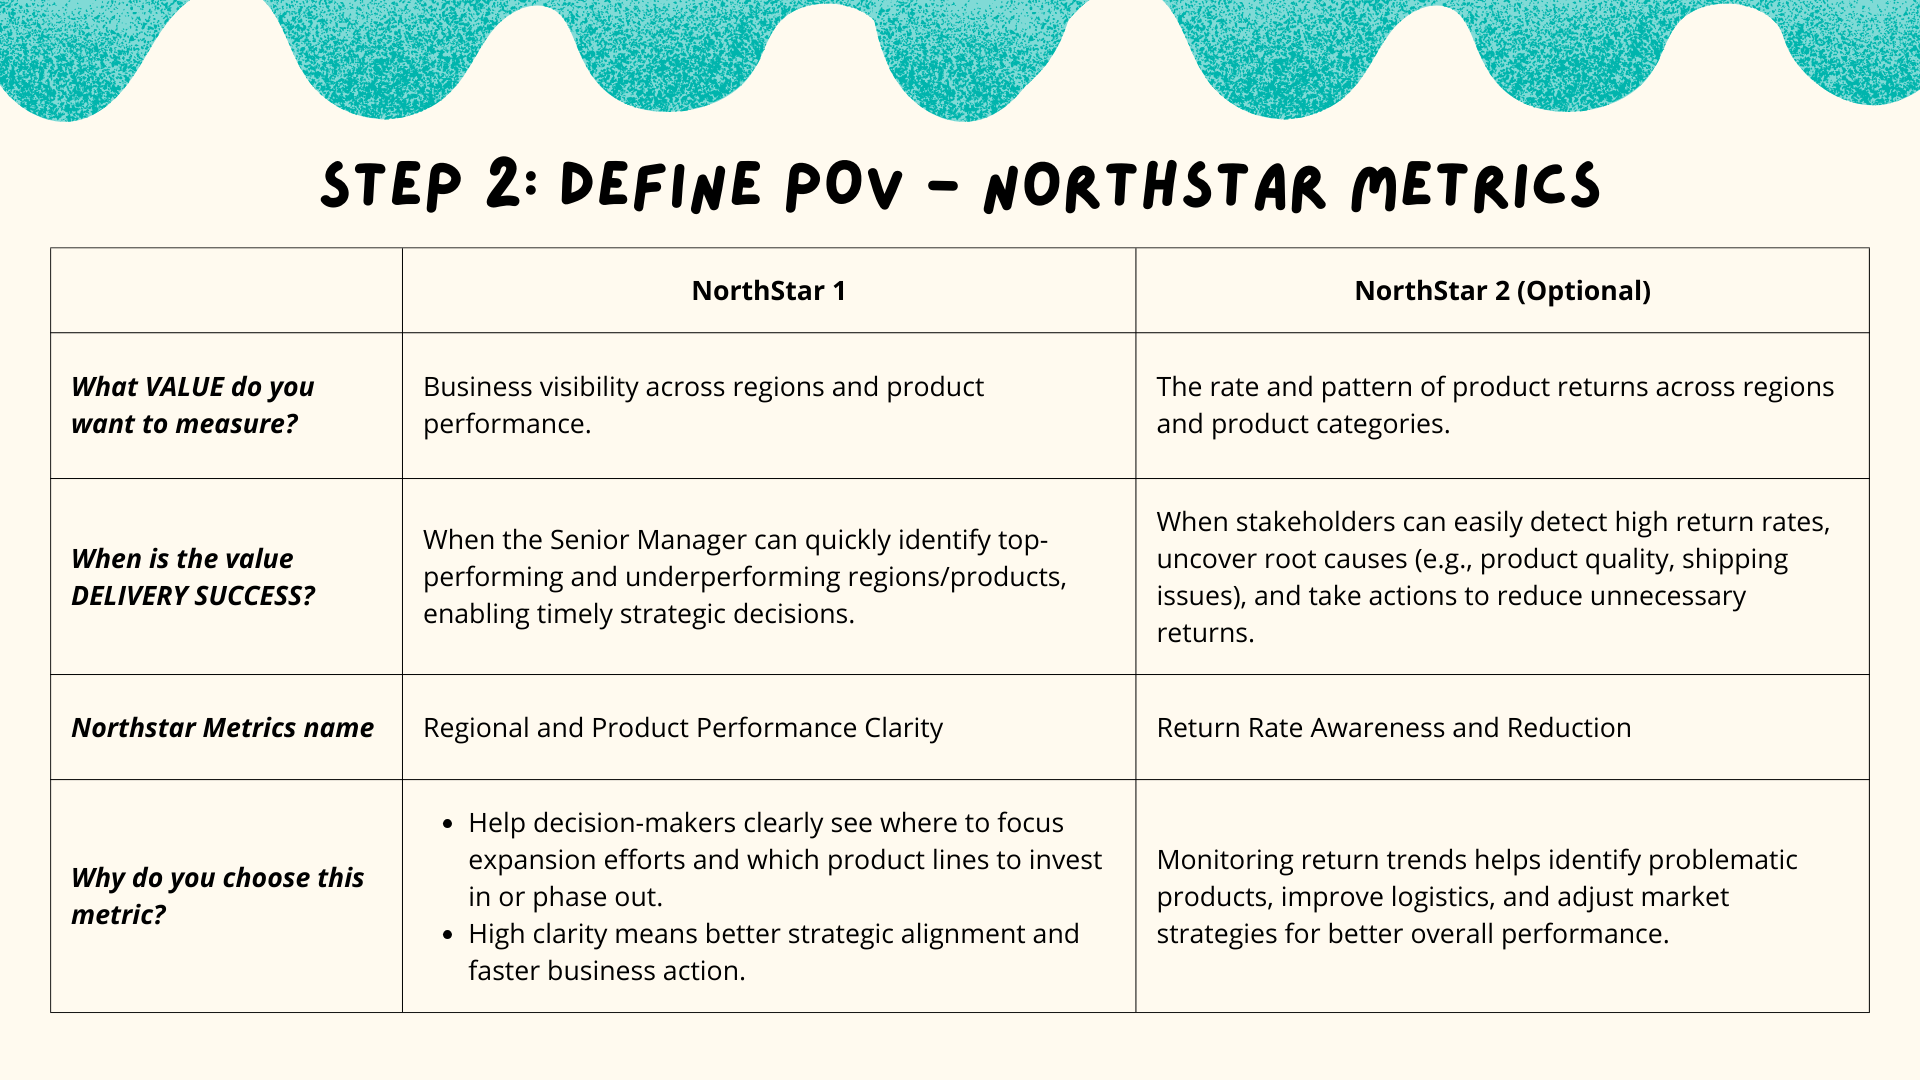 STEP 2: DEFINE POV - NORTHSTAR METRICS
NorthStar 1
NorthStar 2 (Optional)
What VALUE do you
want to measure?
Business visibility across regions and product
performance.
The rate and pattern of product returns across regions
and product categories.
When is the value
DELIVERY SUCCESS?
When the Senior Manager can quickly identify top-
performing and underperforming regions/products,
enabling timely strategic decisions.
When stakeholders can easily detect high return rates,
uncover root causes (e.g., product quality, shipping
issues), and take actions to reduce unnecessary
returns.
Northstar Metrics name
Regional and Product Performance Clarity
Return Rate Awareness and Reduction
Why do you choose this
metric?
• Help decision-makers clearly see where to focus
expansion efforts and which product lines to invest
in or phase out.
• High clarity means better strategic alignment and
faster business action.
Monitoring return trends helps identify problematic
products, improve logistics, and adjust market
strategies for better overall performance.